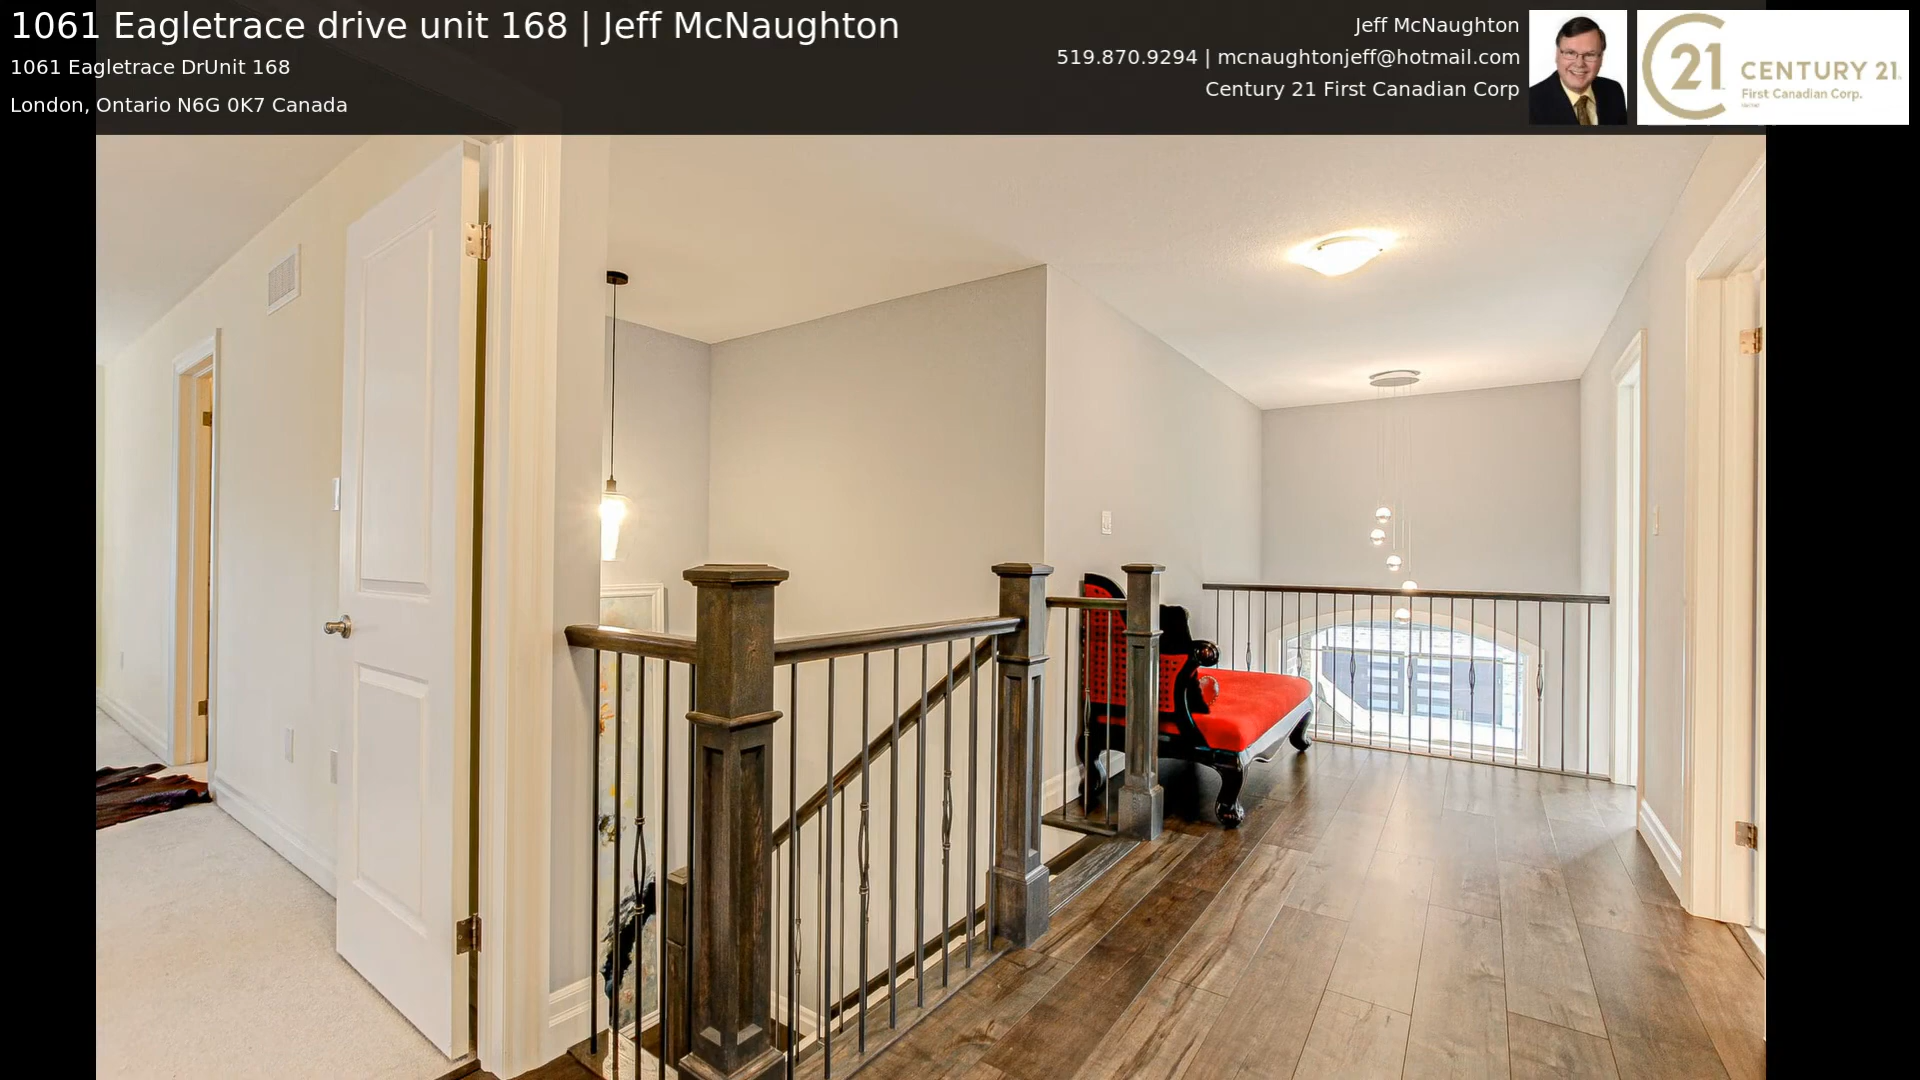 1061 Eagletrace drive unit 168 | Jeff McNaughton
1061 Eagletrace DrUnit 168
London, Ontario N6G 0K7 Canada
Jeff McNaughton
519.870.9294 | mcnaughtonjeff@hotmail.com
Century 21 First Canadian Corp
C21
CENTURY 21
First Canadian Corp.